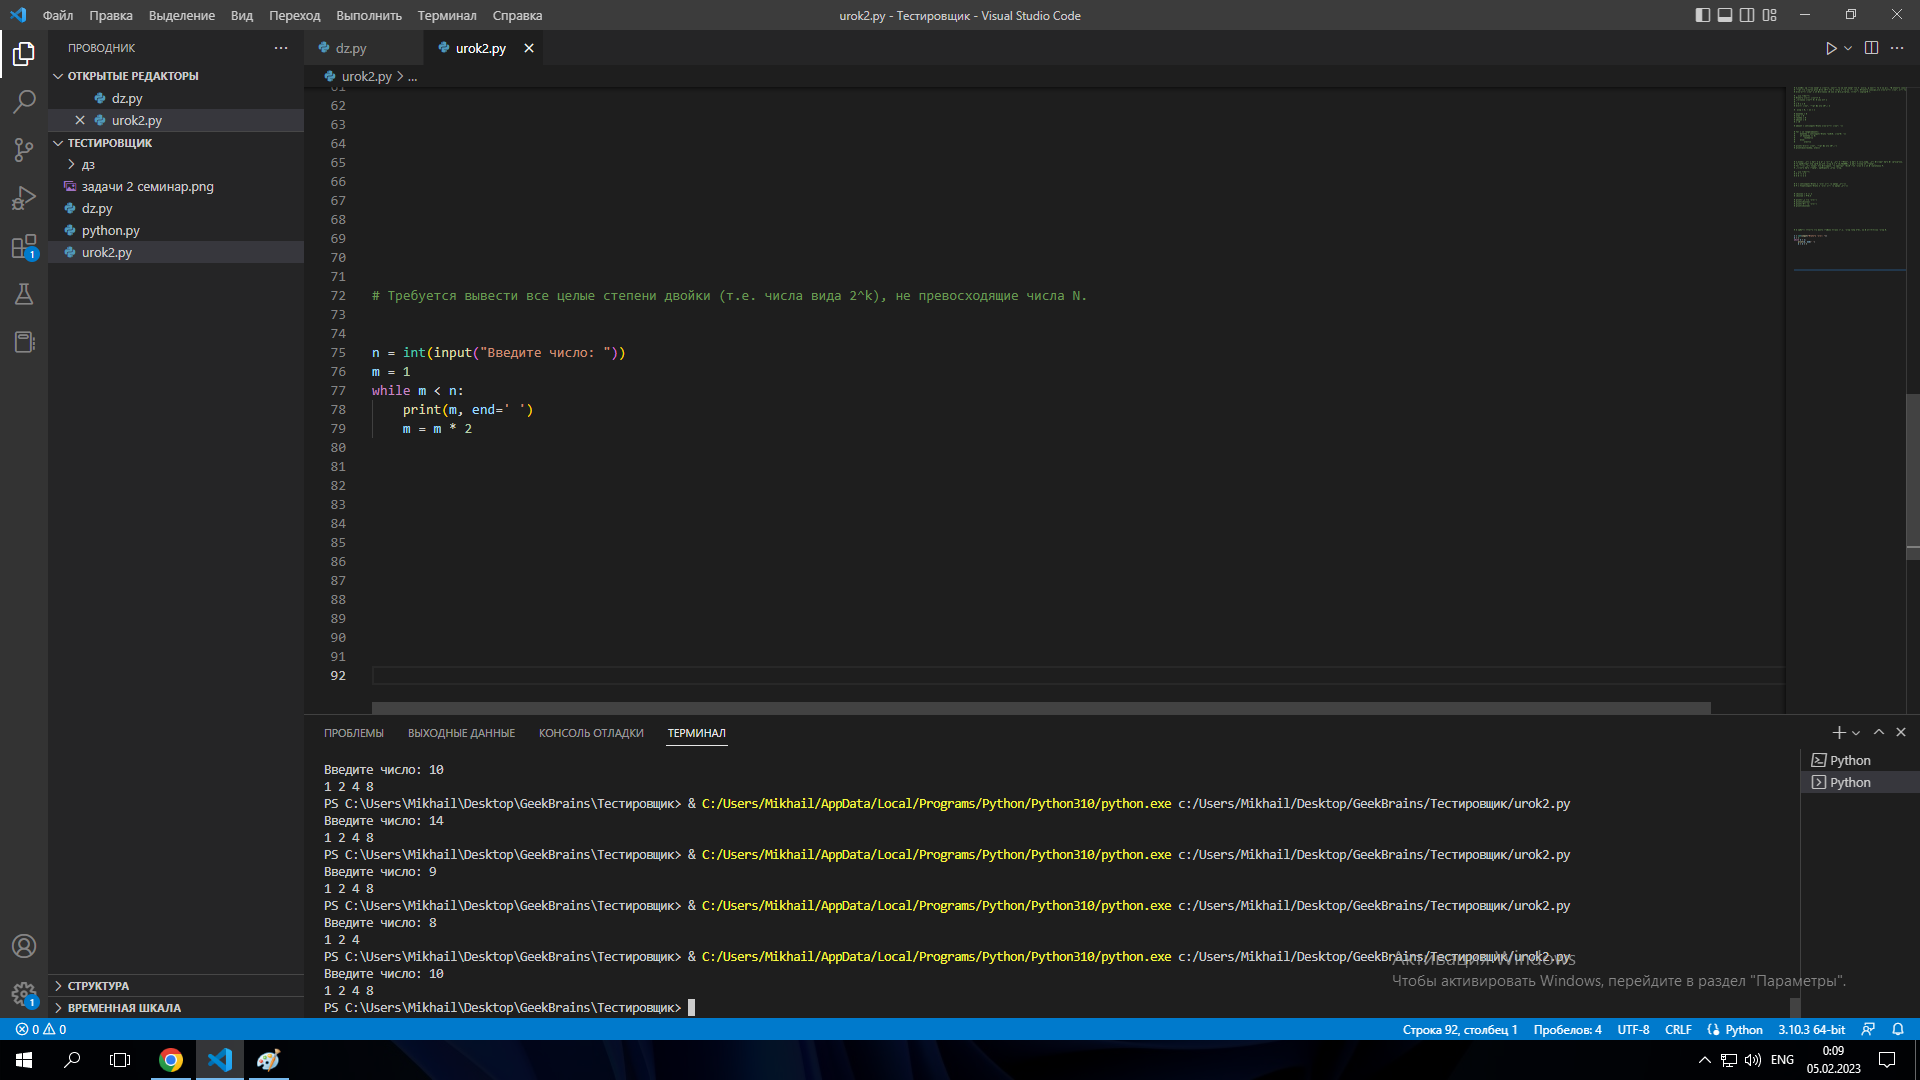 Файл Правка Выделение Вид Переход Выполнить Терминал Справка
urok2.py - Тестировщик - Visual Studio Code
ПРОВОДНИК
ОТКРЫТЫЕ РЕДАКТОРЫ
dz.py
urok2.py
ТЕСТИРОВЩИК
дз
задачи 2 семинар.png
dz.py
python.py
urok2.py
СТРУКТУРА
ВРЕМЕННАЯ ШКАЛА
1
1
dz.py urok2.py
urok2.py > ...
61
62
63
64
65
66
67
68
69
70
71
72 # Требуется вывести все целые степени двойки (т.е. числа вида 2^k), не превосходящие числа N.
73
74
75 n = int(input("Введите число: "))
76 m = 1
77 while m < n:
78 print(m, end=' ')
79 m = m * 2
80
81
82
83
84
85
86
87
88
89
90
91
92
ПРОБЛЕМЫ ВЫХОДНЫЕ ДАННЫЕ КОНСОЛЬ ОТЛАДКИ ТЕРМИНАЛ
Введите число: 10
1 2 4 8
PS C:\Users\Mikhail\Desktop\GeekBrains\Тестировщик> & C:/Users/Mikhail/AppData/Local/Programs/Python/Python310/python.exe c:/Users/Mikhail/Desktop/GeekBrains/Тестировщик/urok2.py
Введите число: 14
1 2 4 8
PS C:\Users\Mikhail\Desktop\GeekBrains\Тестировщик> & C:/Users/Mikhail/AppData/Local/Programs/Python/Python310/python.exe c:/Users/Mikhail/Desktop/GeekBrains/Тестировщик/urok2.py
Введите число: 9
1 2 4 8
PS C:\Users\Mikhail\Desktop\GeekBrains\Тестировщик> & C:/Users/Mikhail/AppData/Local/Programs/Python/Python310/python.exe c:/Users/Mikhail/Desktop/GeekBrains/Тестировщик/urok2.py
Введите число: 8
1 2 4
PS C:\Users\Mikhail\Desktop\GeekBrains\Тестировщик> & C:/Users/Mikhail/AppData/Local/Programs/Python/Python310/python.exe c:/Users/Mikhail/Desktop/GeekBrains/Тестировщик/urok2.py
Введите число: 10
1 2 4 8
PS C:\Users\Mikhail\Desktop\GeekBrains\Тестировщик>
Python
Python
Активация Windows
Чтобы активировать Windows, перейдите в раздел "Параметры".
0 0 Строка 92, столбец 1 Пробелов: 4 UTF-8 CRLF Python 3.10.3 64-bit
ENG
0:09
05.02.2023